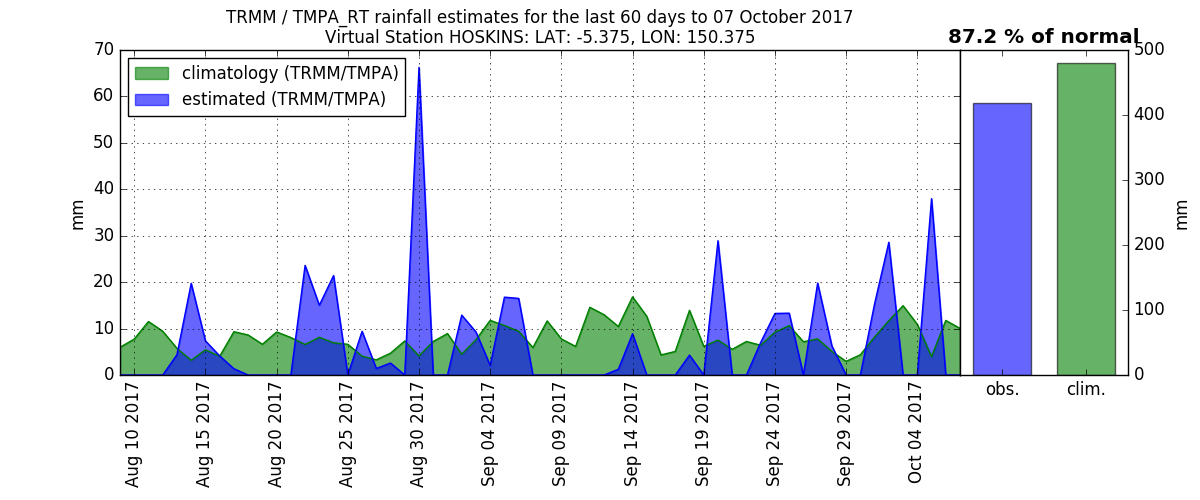 TRMM / TMPA_RT rainfall estimates for the last 60 days to 07 October 2017
Virtual Station HOSKINS: LAT: -5.375, LON: 150.375
87.2 % of normal
climatology (TRMM/TMPA)
estimated (TRMM/TMPA)
mm
70
60
50
40
30
20
10
0
Aug 10 2017
Aug 15 2017
Aug 20 2017
Aug 25 2017
Aug 30 2017
Sep 04 2017
Sep 09 2017
Sep 14 2017
Sep 19 2017
Sep 24 2017
Sep 29 2017
Oct 04 2017
obs.
clim.
500
400
300
200
100
0
mm